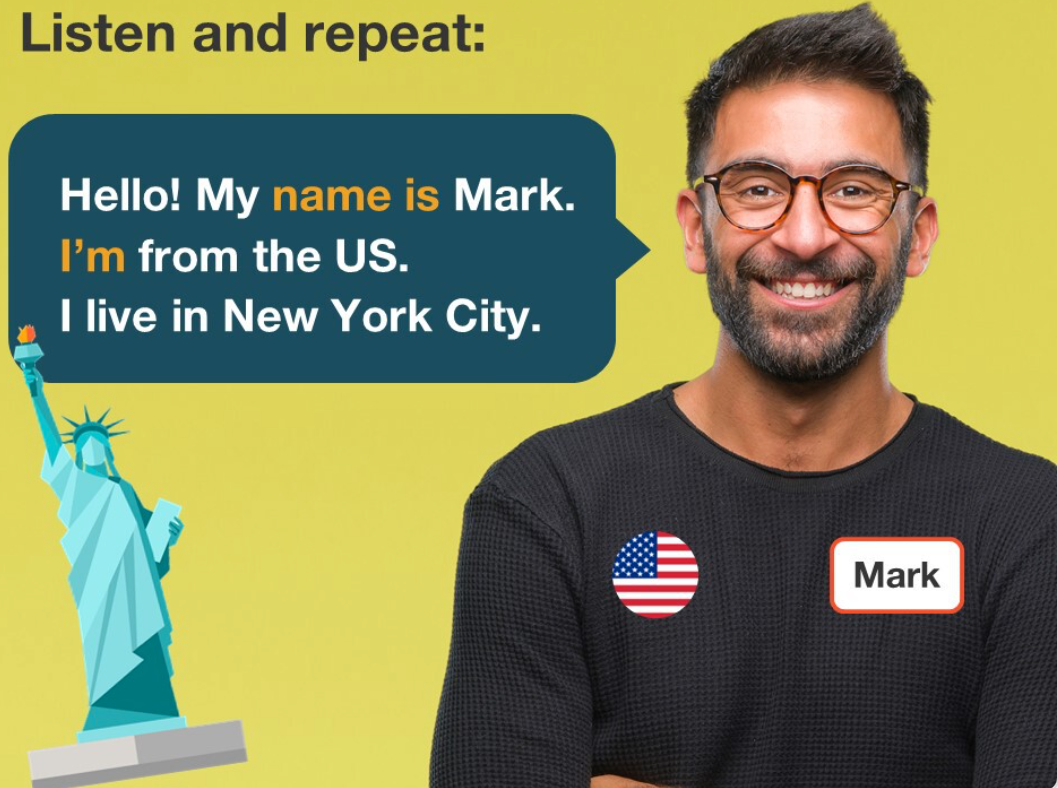 Listen and repeat:
Hello! My name is Mark.
I’m from the US.
I live in New York City.
Mark